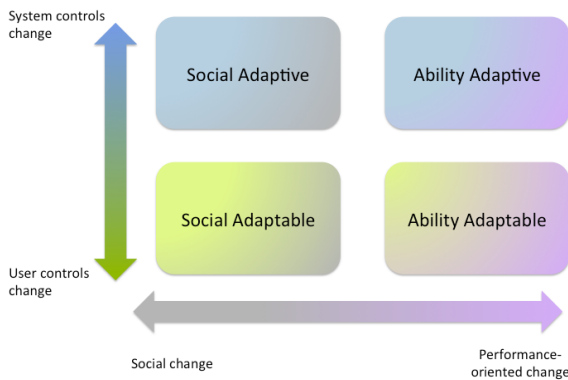 System controls
change
Social Adaptive
Ability Adaptive
Social Adaptable
Ability Adaptable
User controls
change
Social change
Performance-
oriented change